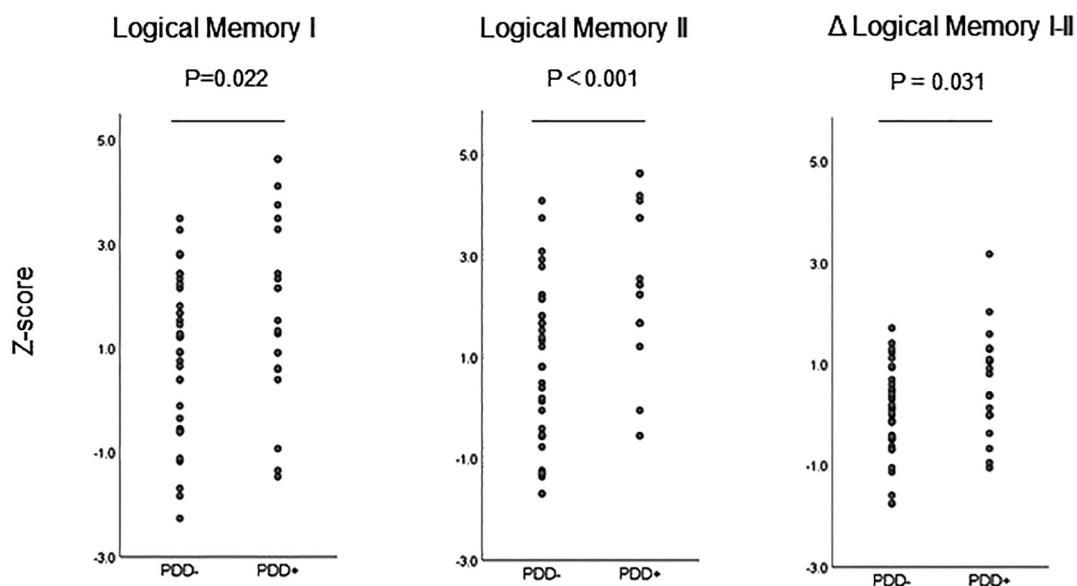 Logical Memory I
Logical Memory II
Δ Logical Memory I-II
P=0.022
P<0.001
P = 0.031
Z-score
5.0
3.0
1.0
-1.0
-3.0
PDD-
PDD+
5.0
3.0
1.0
-1.0
-3.0
PDD-
PDD+
5.0
3.0
1.0
-1.0
-3.0
PDD-
PDD+